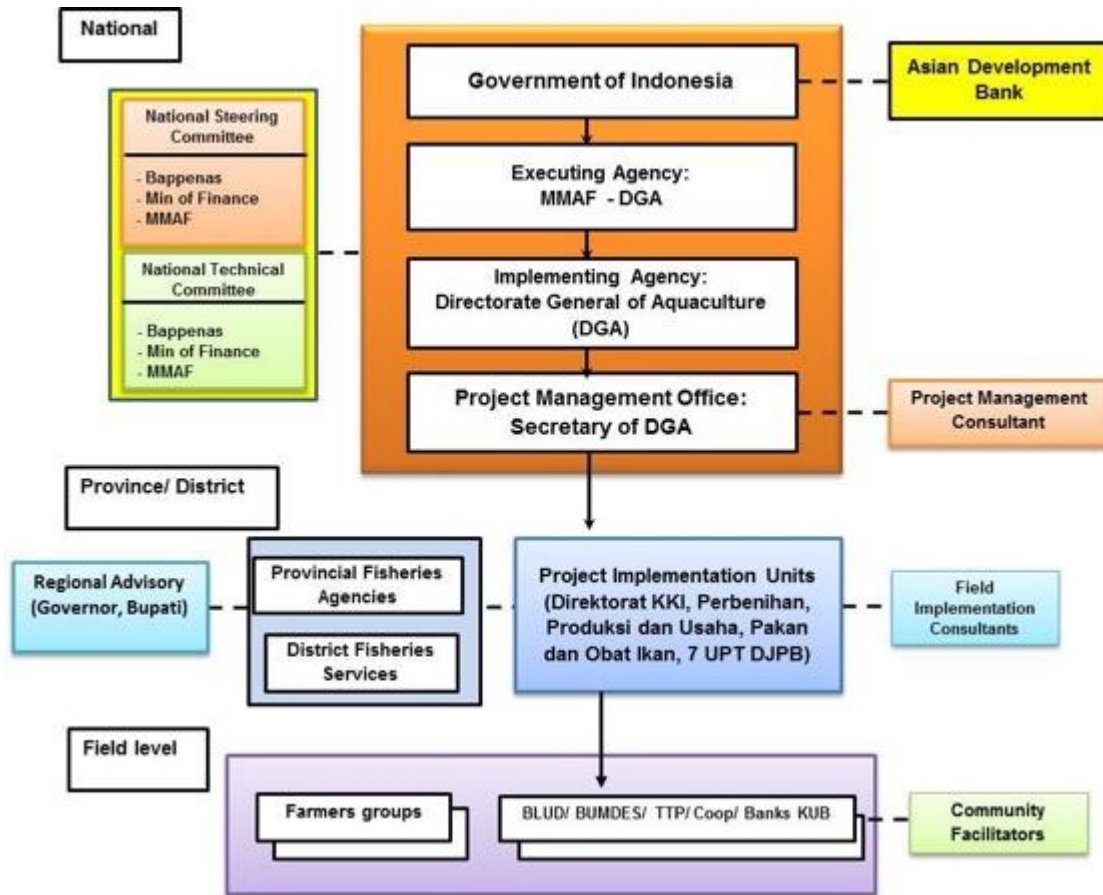 National
Government of Indonesia
Asian Development
Bank
National Steering
Committee
- Bappenas
- Min of Finance
- MMAF
National Technical
Committee
- Bappenas
- Min of Finance
- MMAF
Executing Agency:
MMAF - DGA
Implementing Agency:
Directorate General of Aquaculture
(DGA)
Project Management Office:
Secretary of DGA
Project Management
Consultant
Province/ District
Regional Advisory
(Governor, Bupati)
Provincial Fisheries
Agencies
District Fisheries
Services
Project Implementation Units
(Direktorat KKI, Perbenihan,
Produksi dan Usaha, Pakan
dan Obat Ikan, 7 UPT DJPB)
Field
Implementation
Consultants
Field level
Farmers groups
BLUD/ BUMDES/ TTP/ Coop/ Banks KUB
Community
Facilitators